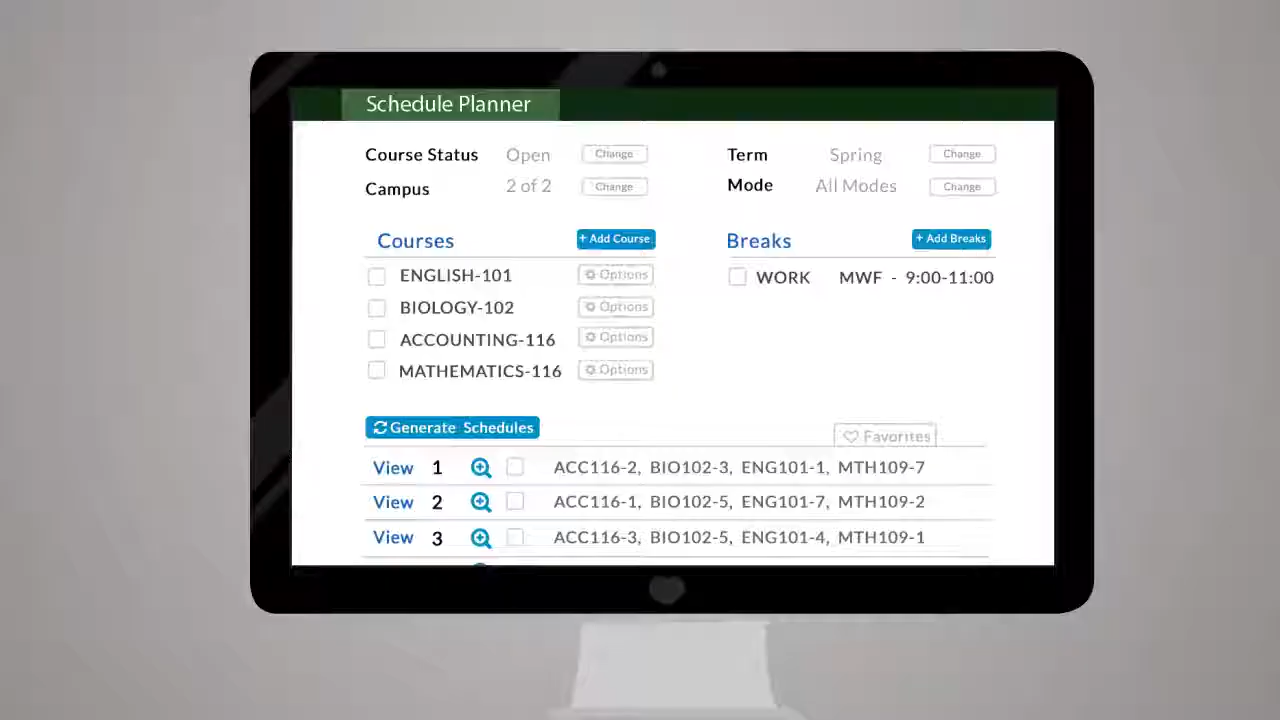 Schedule Planner
Course Status Open Change Term Spring Change
Campus 2 of 2 Change Mode All Modes Change
Courses + Add Course Breaks + Add Breaks
ENGLISH-101 Options WORK MWF - 9:00-11:00
BIOLOGY-102 Options
ACCOUNTING-116 Options
MATHEMATICS-116 Options
Generate Schedules Favorites
View 1 ACC116-2, BIO102-3, ENG101-1, MTH109-7
View 2 ACC116-1, BIO102-5, ENG101-7, MTH109-2
View 3 ACC116-3, BIO102-5, ENG101-4, MTH109-1